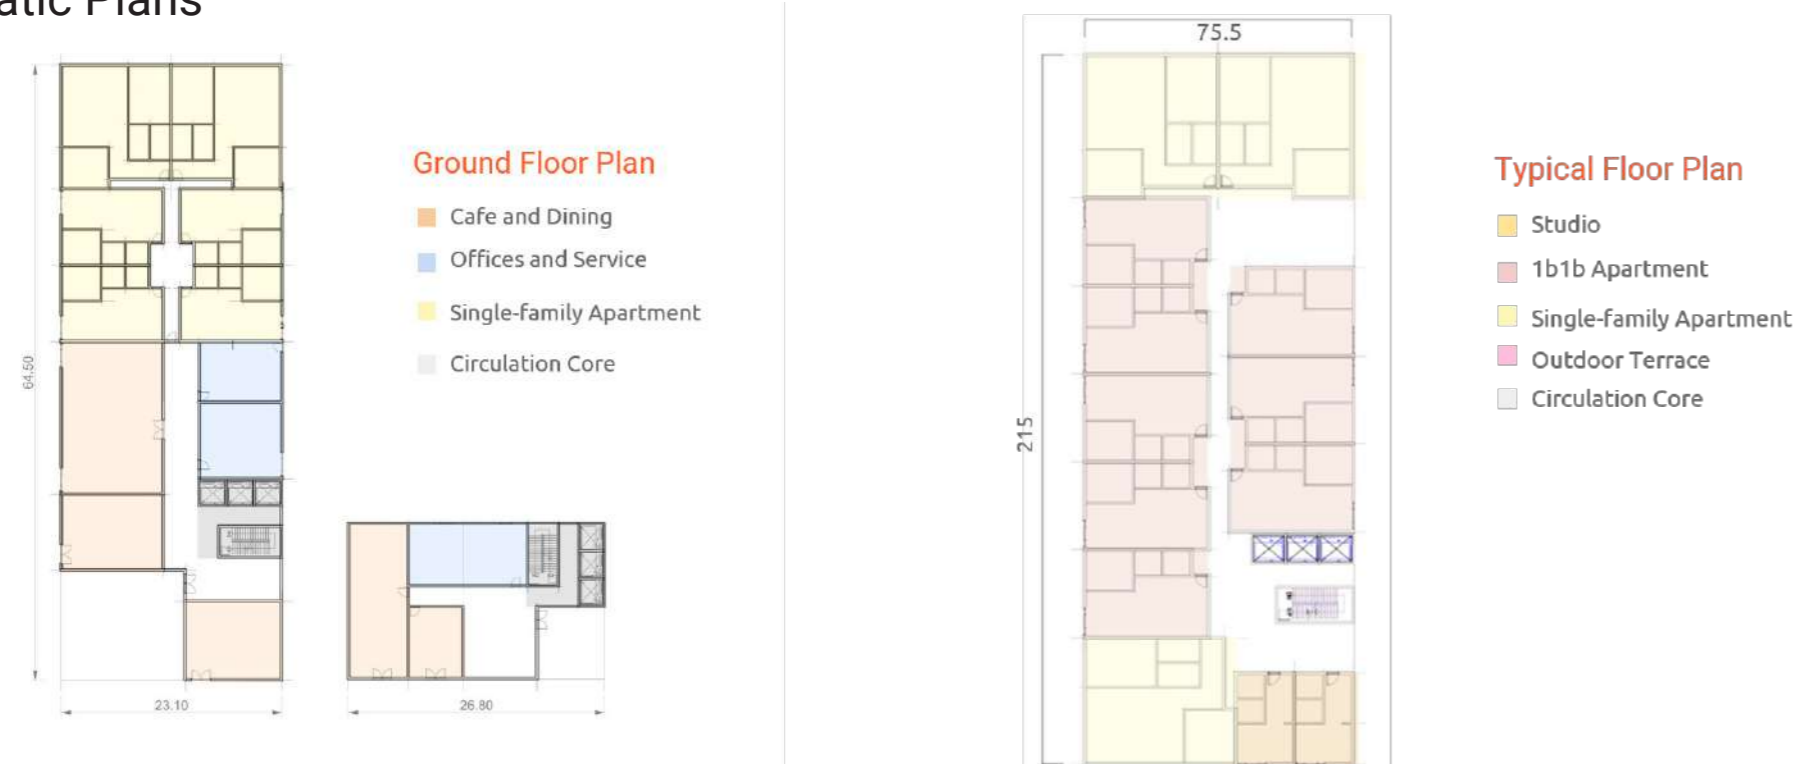 atic Plans
Ground Floor Plan
Cafe and Dining
Offices and Service
Single-family Apartment
Circulation Core
64.50
23.10
26.80
75.5
215
Typical Floor Plan
Studio
1b1b Apartment
Single-family Apartment
Outdoor Terrace
Circulation Core